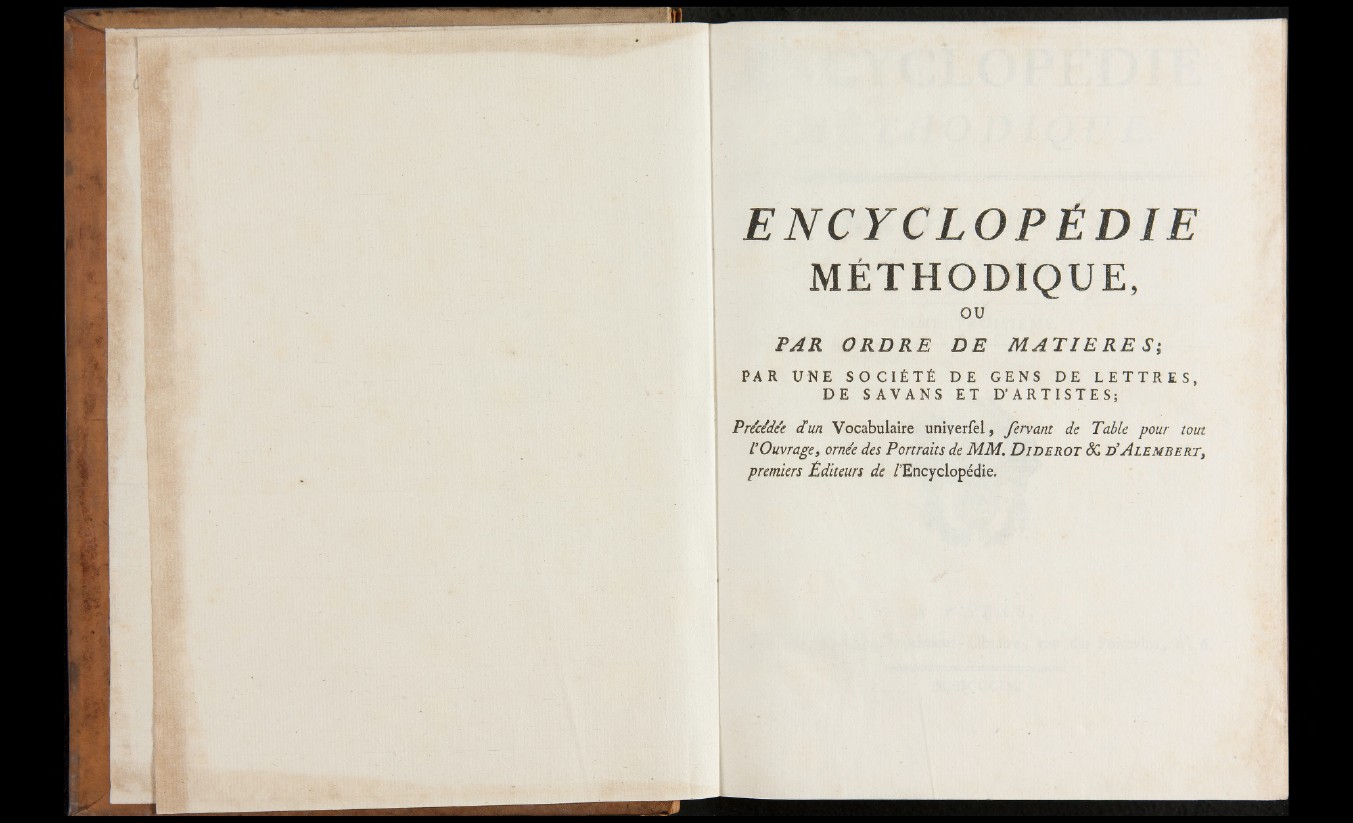 ENCYCLOPÉDIE
MÉTHODIQUE,
OU
PAR ORDRE DE MATIERES;
PAR UNE SOCIÉTÉ DE GENS DE LETTRES,
DE SAVANS ET D'ARTISTES;
Précédée d'un Vocabulaire univerſel, ſervant de Table pour tout
l'Ouvrage, ornée des Portraits de MM. DIDEROT & D'ALEMBERT,
premiers Éditeurs de l'Encyclopédie.